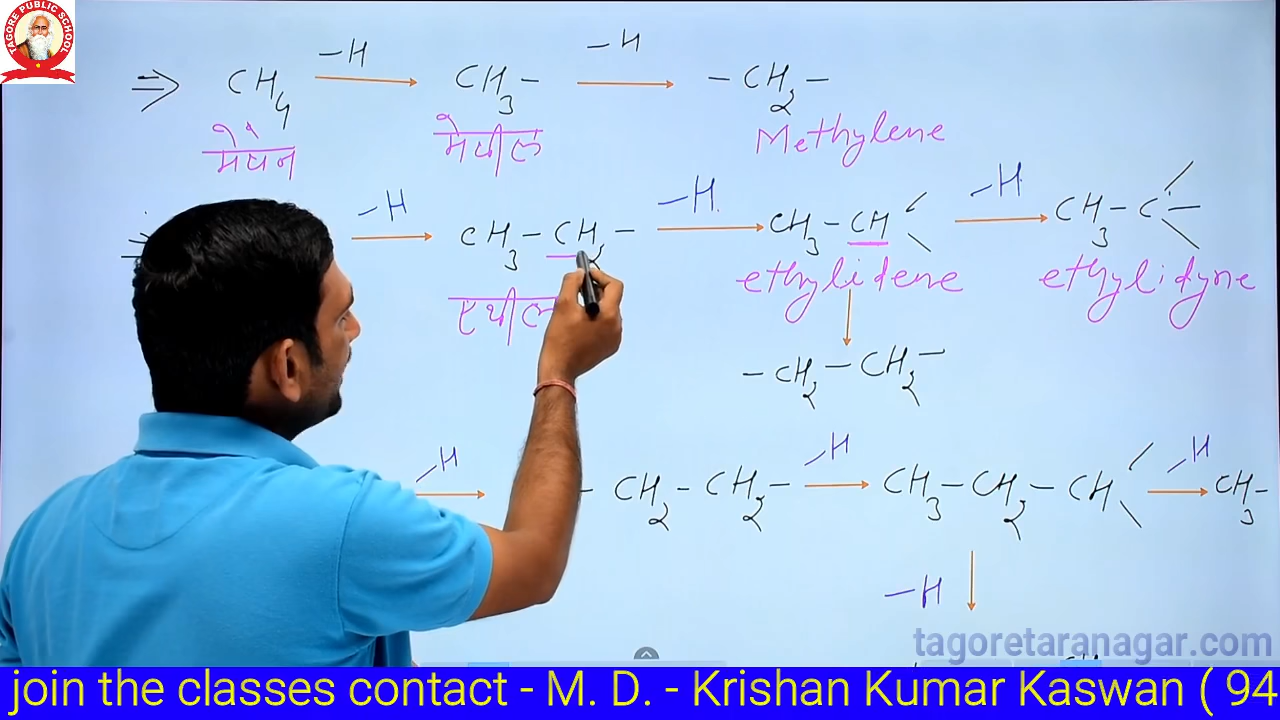 TAGORE PUBLIC SCHOOL
⇒ CH₄ –H→ CH₃– –H→ –CH₂–
मेथेन मेथील Methylene
–H→ CH₃–CH₂– –H→ CH₃–CH< –H→ CH₃–C
एथील ethylidene ethylidyne
–CH₂–CH₂–
–H→ – CH₂–CH₂– –H→ CH₃–CH₂–CH< –H→ CH₃–
–H ↓
tagoretaranagar.com
join the classes contact - M. D. - Krishan Kumar Kaswan ( 94